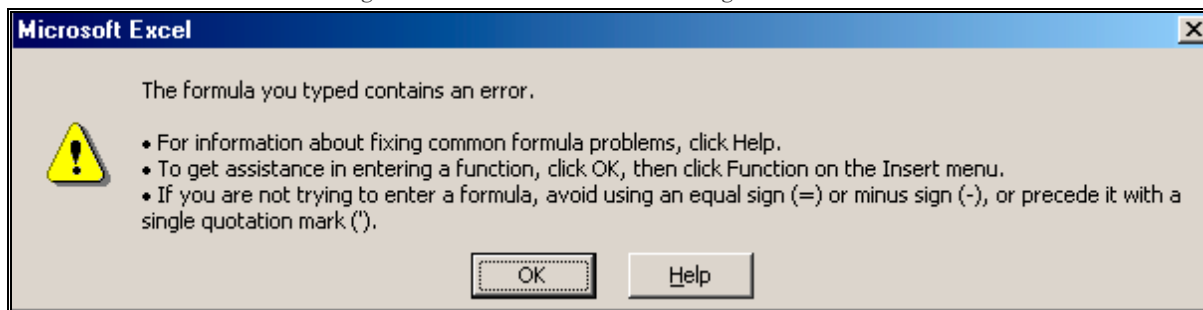 Microsoft Excel
The formula you typed contains an error.
• For information about fixing common formula problems, click Help.
• To get assistance in entering a function, click OK, then click Function on the Insert menu.
• If you are not trying to enter a formula, avoid using an equal sign (=) or minus sign (-), or precede it with a
single quotation mark (').
OK
Help